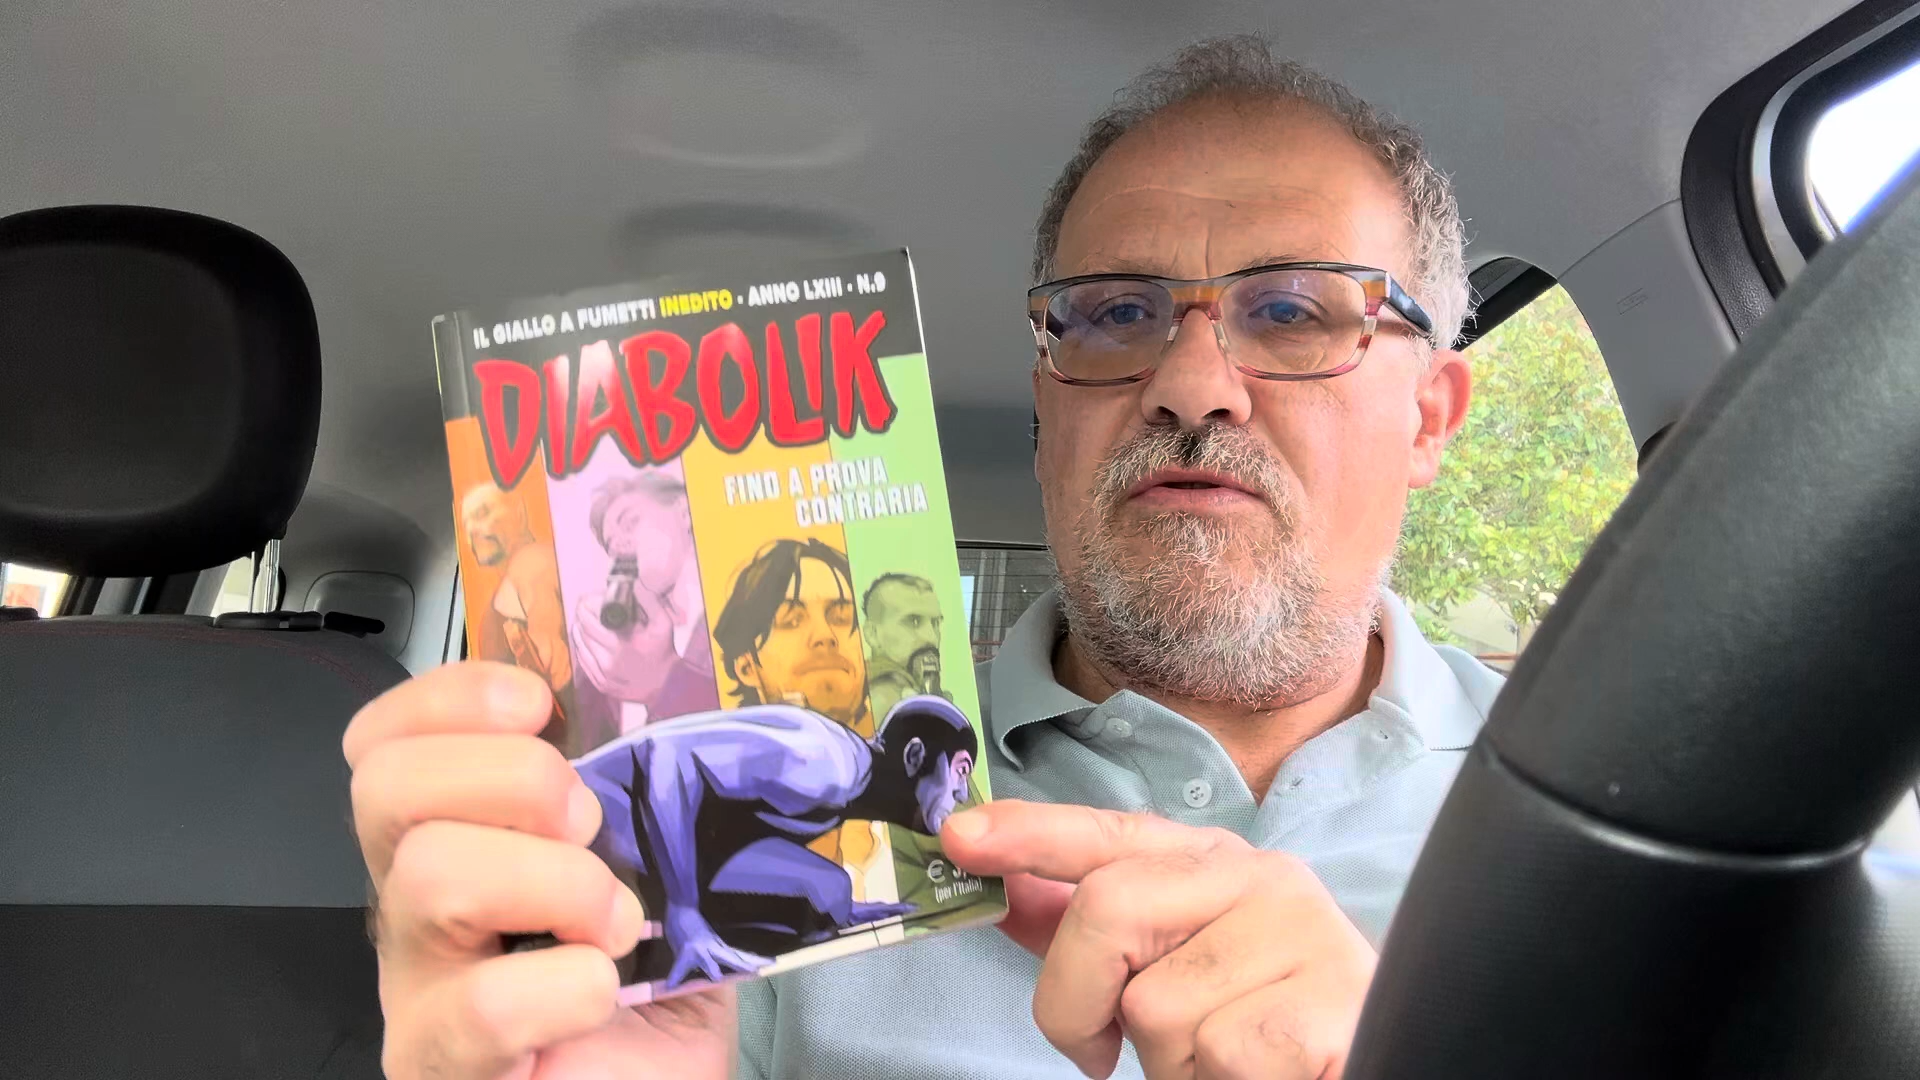 IL GIALLO A FUMETTI INEDITO · ANNO LXIII · N.9
DIABOLIK
FINO A PROVA
CONTRARIA
€
(per l'Italia)